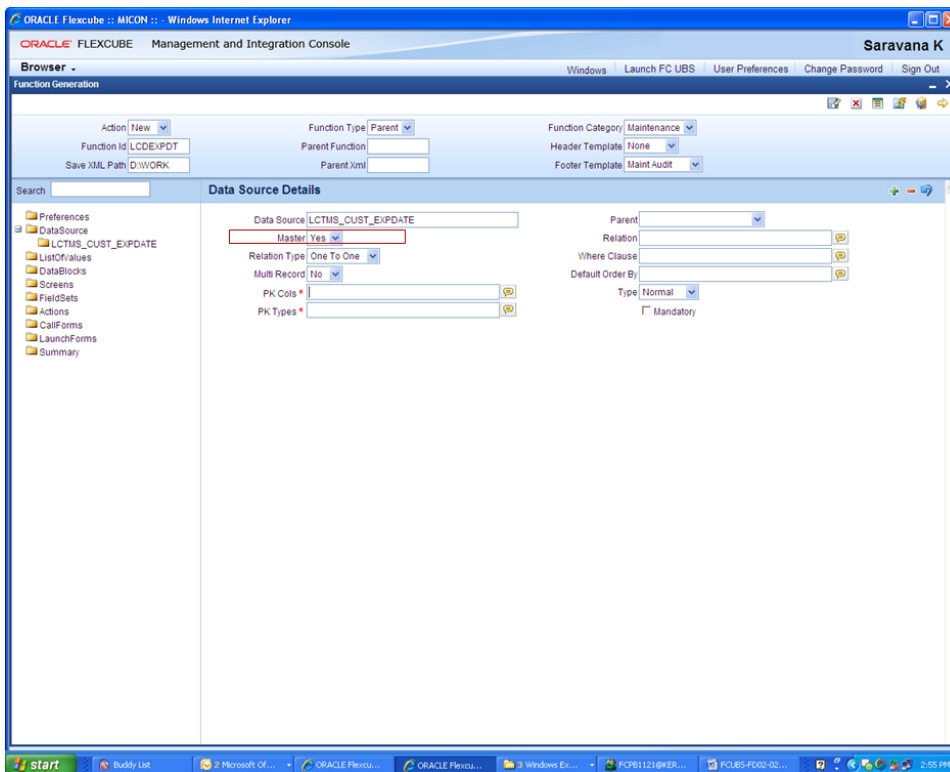 ORACLE Flexcube :: MICON :: - Windows Internet Explorer
ORACLE FLEXCUBE Management and Integration Console Saravana K
Browser Windows Launch FC UBS User Preferences Change Password Sign Out
Function Generation
Action New Function Type Parent Function Category Maintenance
Function Id LCDEXPDT Parent Function Header Template None
Save XML Path D:\WORK Parent Xml Footer Template Maint Audit
Search Data Source Details
Preferences
DataSource
LCTMS_CUST_EXPDATE
ListOfValues
DataBlocks
Screens
FieldSets
Actions
CallForms
LaunchForms
Summary
Data Source LCTMS_CUST_EXPDATE Parent
Master Yes Relation
Relation Type One To One Where Clause
Multi Record No Default Order By
PK Cols * Type Normal
PK Types * Mandatory
start Buddy List 2 Microsoft Of... ORACLE Flexcu... ORACLE Flexcu... 3 Windows Ex... FCPB1121@KER... FCUBS-FD02-02... 2:55 PM